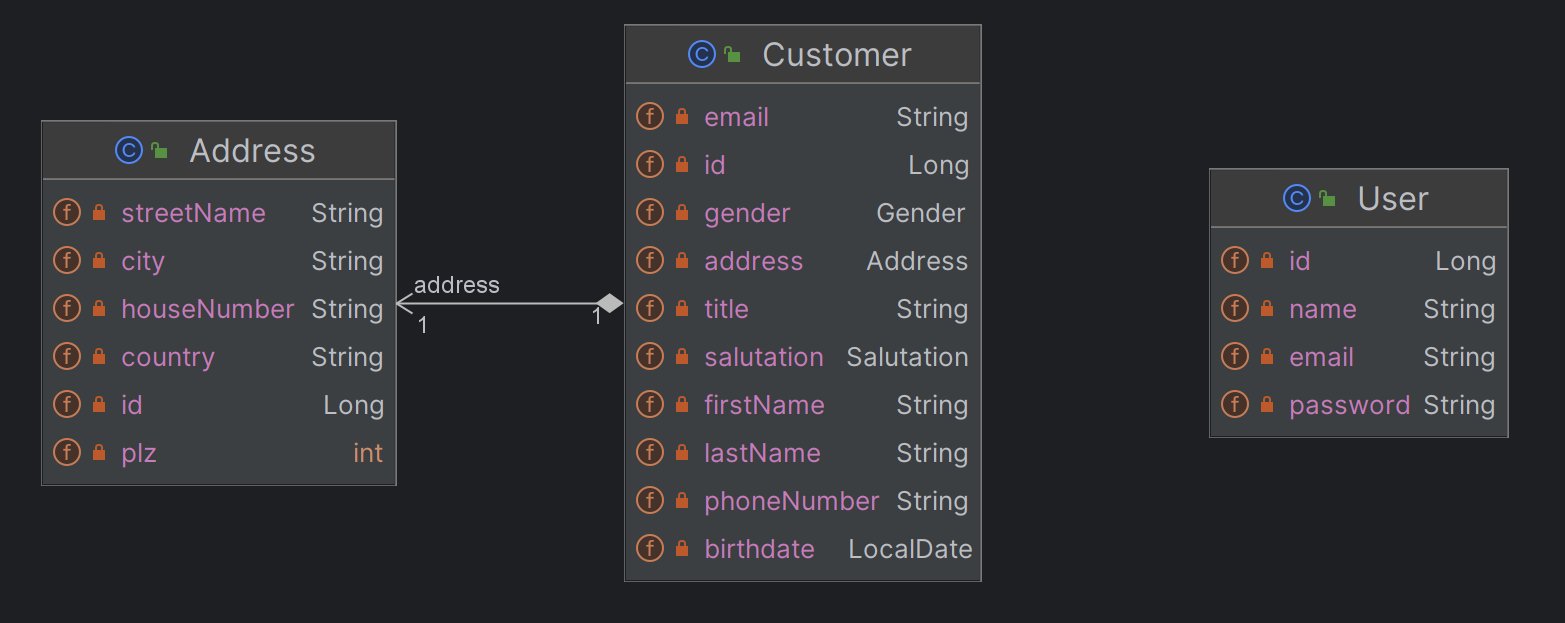 Address
streetName String
city String
houseNumber String
country String
id Long
plz int
address
1
1
Customer
email String
id Long
gender Gender
address Address
title String
salutation Salutation
firstName String
lastName String
phoneNumber String
birthdate LocalDate
User
id Long
name String
email String
password String